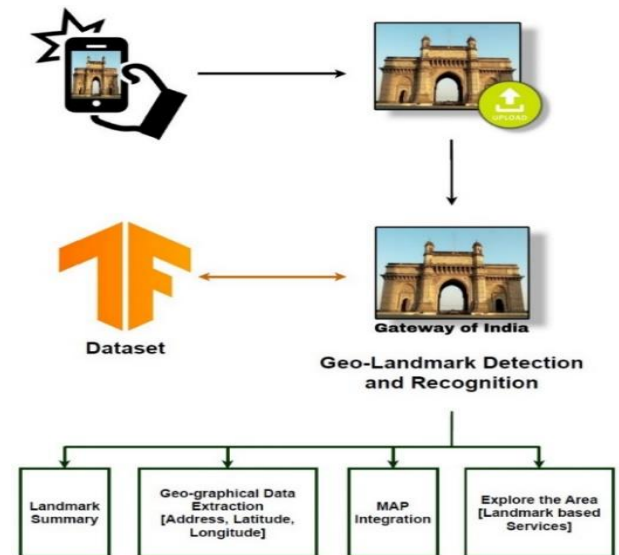 UPLOAD
Dataset
Gateway of India
Geo-Landmark Detection
and Recognition
Landmark
Summary
Geo-graphical Data
Extraction
[Address, Latitude,
Longitude]
MAP
Integration
Explore the Area
[Landmark based
Services]